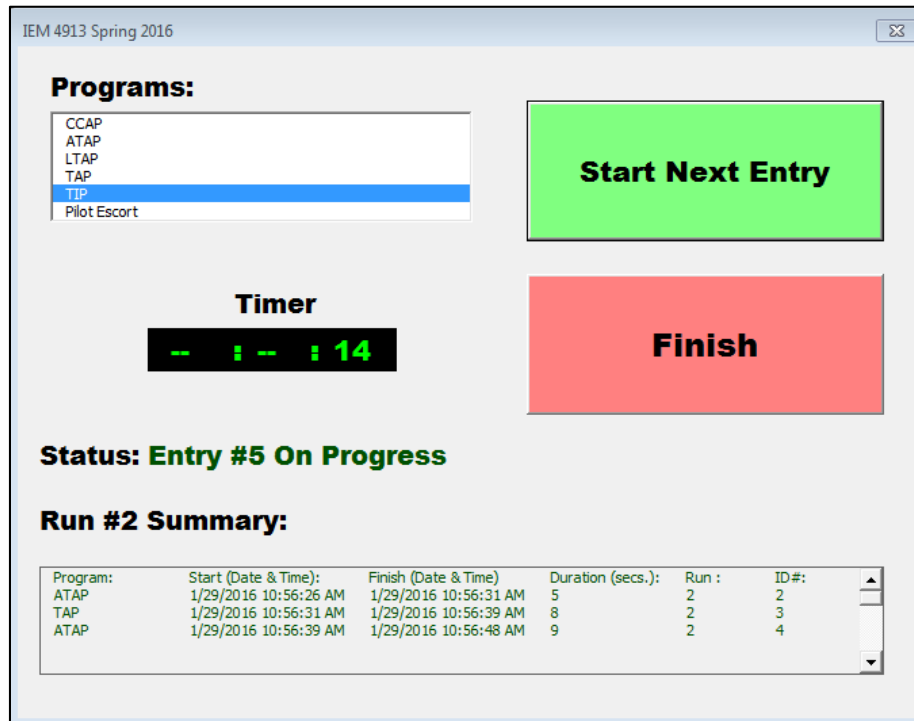 IEM 4913 Spring 2016
Programs:
CCAP
ATAP
LTAP
TAP
TIP
Pilot Escort
Start Next Entry
Timer
-- : -- : 14
Finish
Status: Entry #5 On Progress
Run #2 Summary:
Program: Start (Date & Time): Finish (Date & Time) Duration (secs.): Run : ID#:
ATAP 1/29/2016 10:56:26 AM 1/29/2016 10:56:31 AM 5 2 2
TAP 1/29/2016 10:56:31 AM 1/29/2016 10:56:39 AM 8 2 3
ATAP 1/29/2016 10:56:39 AM 1/29/2016 10:56:48 AM 9 2 4